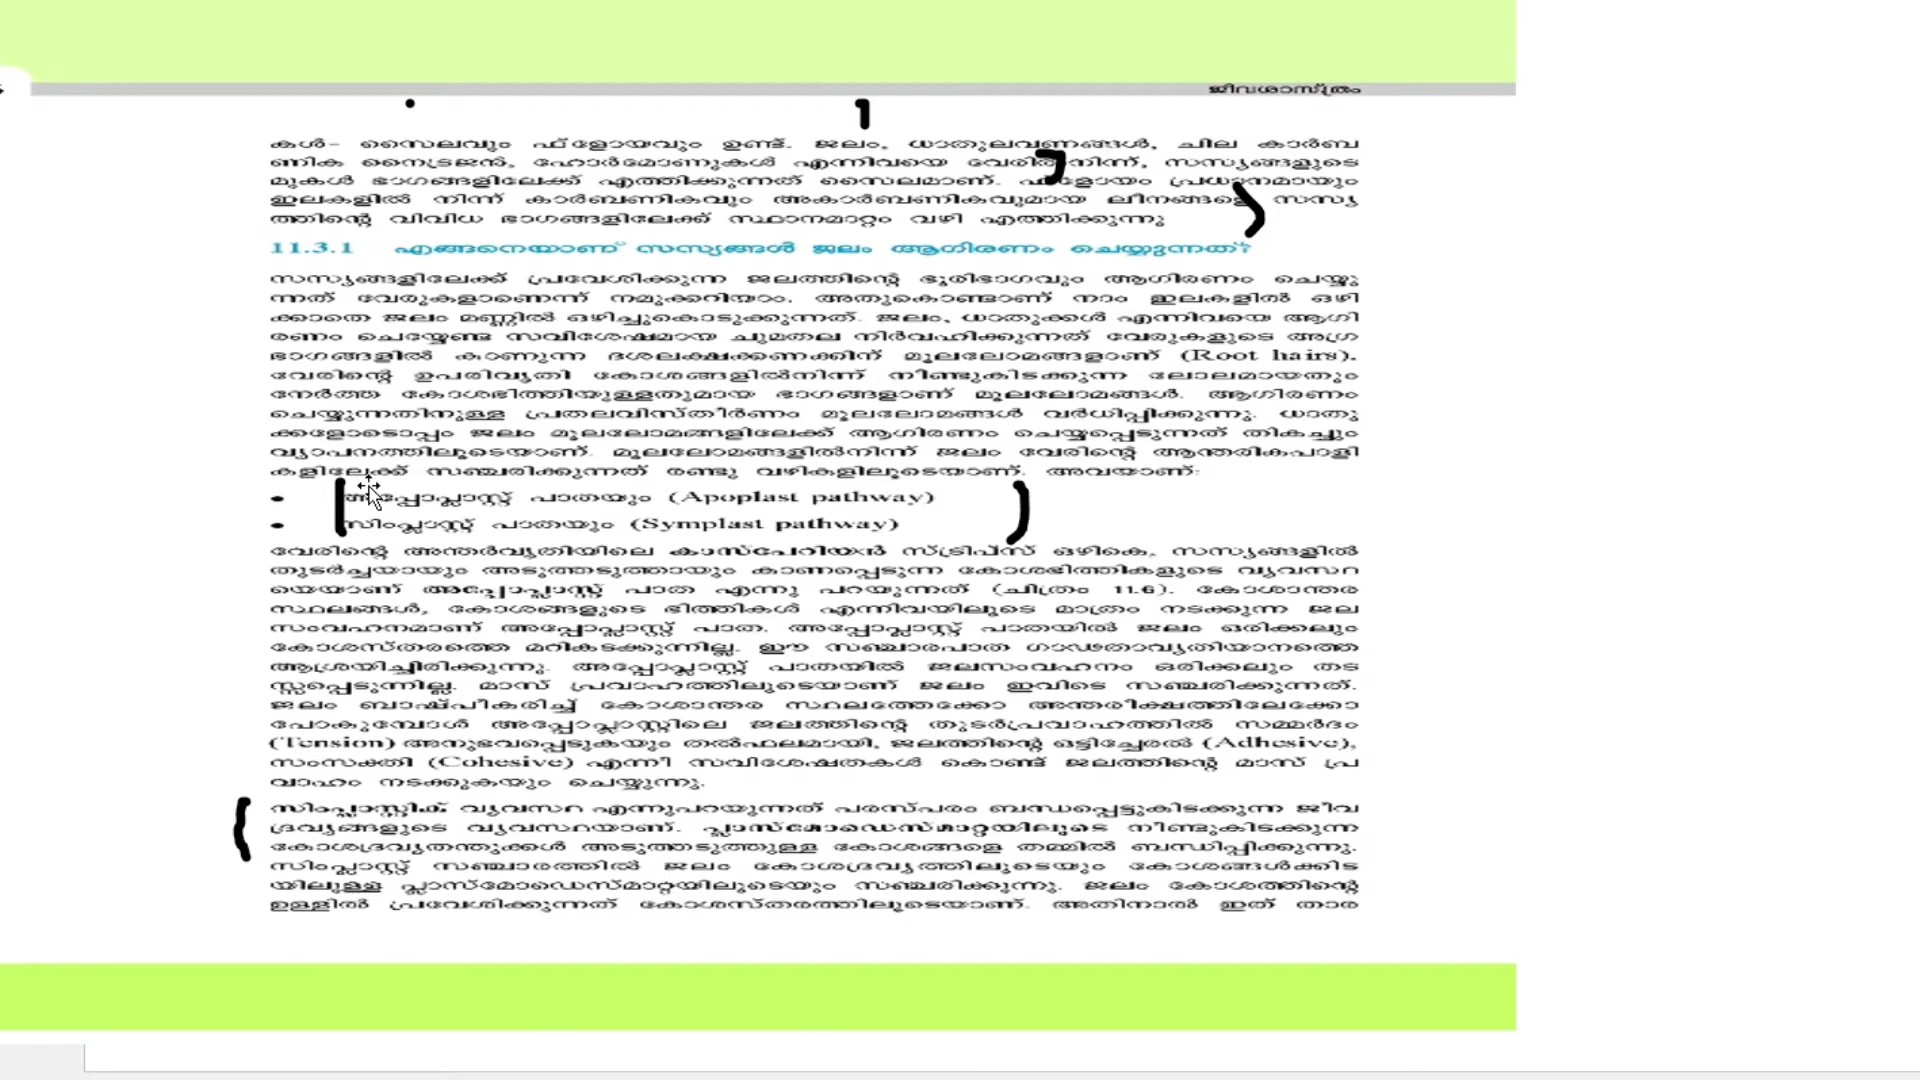 ജീവശാസ്ത്രം
കൾ- സൈലവും ഫ്ളോയവും ഉണ്ട്. ജലം, ധാതുലവണങ്ങൾ, ചില കാർബ
ണിക നൈട്രജൻ, ഹോർമോണുകൾ എന്നിവയെ വേരിൽ നിന്ന്, സസ്യങ്ങളുടെ
മുകൾ ഭാഗങ്ങളിലേക്ക് എത്തിക്കുന്നത് സൈലമാണ്. ഫ്ളോയം പ്രധാനമായും
ഇലകളിൽ നിന്ന് കാർബണികവും അകാർബണികവുമായ ലീനങ്ങളെ സസ്യ
ത്തിന്റെ വിവിധ ഭാഗങ്ങളിലേക്ക് സ്ഥാനമാറ്റം വഴി എത്തിക്കുന്നു
11.3.1 എങ്ങനെയാണ് സസ്യങ്ങൾ ജലം ആഗിരണം ചെയ്യുന്നത്?
സസ്യങ്ങളിലേക്ക് പ്രവേശിക്കുന്ന ജലത്തിന്റെ ഭൂരിഭാഗവും ആഗിരണം ചെയ്യു
ന്നത് വേരുകളാണെന്ന് നമുക്കറിയാം. അതുകൊണ്ടാണ് നാം ഇലകളിൽ ഒഴി
ക്കാതെ ജലം മണ്ണിൽ ഒഴിച്ചുകൊടുക്കുന്നത്. ജലം, ധാതുക്കൾ എന്നിവയെ ആഗി
രണം ചെയ്യേണ്ട സവിശേഷമായ ചുമതല നിർവഹിക്കുന്നത് വേരുകളുടെ അഗ്ര
ഭാഗങ്ങളിൽ കാണുന്ന ദശലക്ഷക്കണക്കിന് മൂലലോമങ്ങളാണ് (Root hairs).
വേരിന്റെ ഉപരിവൃതി കോശങ്ങളിൽനിന്ന് നീണ്ടുകിടക്കുന്ന ലോലമായതും
നേർത്ത കോശഭിത്തിയുള്ളതുമായ ഭാഗങ്ങളാണ് മൂലലോമങ്ങൾ. ആഗിരണം
ചെയ്യുന്നതിനുള്ള പ്രതലവിസ്തീർണം മൂലലോമങ്ങൾ വർധിപ്പിക്കുന്നു. ധാതു
ക്കളോടൊപ്പം ജലം മൂലലോമങ്ങളിലേക്ക് ആഗിരണം ചെയ്യപ്പെടുന്നത് തികച്ചും
വ്യാപനത്തിലൂടെയാണ്. മൂലലോമങ്ങളിൽനിന്ന് ജലം വേരിന്റെ ആന്തരികപാളി
കളിലേക്ക് സഞ്ചരിക്കുന്നത് രണ്ടു വഴികളിലൂടെയാണ്. അവയാണ്:
• അപ്പോപ്ലാസ്റ്റ് പാതയും (Apoplast pathway)
• സിംപ്ലാസ്റ്റ് പാതയും (Symplast pathway)
വേരിന്റെ അന്തർവൃതിയിലെ കാസ്പേറിയൻ സ്ട്രിപ്സ് ഒഴികെ, സസ്യങ്ങളിൽ
തുടർച്ചയായും അടുത്തടുത്തായും കാണപ്പെടുന്ന കോശഭിത്തികളുടെ വ്യവസ്ഥ
യെയാണ് അപ്പോപ്ലാസ്റ്റ് പാത എന്നു പറയുന്നത് (ചിത്രം 11.6). കോശാന്തര
സ്ഥലങ്ങൾ, കോശങ്ങളുടെ ഭിത്തികൾ എന്നിവയിലൂടെ മാത്രം നടക്കുന്ന ജല
സംവഹനമാണ് അപ്പോപ്ലാസ്റ്റ് പാത. അപ്പോപ്ലാസ്റ്റ് പാതയിൽ ജലം ഒരിക്കലും
കോശസ്തരത്തെ മറികടക്കുന്നില്ല. ഈ സഞ്ചാരപാത ഗാഢതാവൃതിയാനത്തെ
ആശ്രയിച്ചിരിക്കുന്നു. അപ്പോപ്ലാസ്റ്റ് പാതയിൽ ജലസംവഹനം ഒരിക്കലും തട
സ്സപ്പെടുന്നില്ല. മാസ് പ്രവാഹത്തിലൂടെയാണ് ജലം ഇവിടെ സഞ്ചരിക്കുന്നത്.
ജലം ബാഷ്പീകരിച്ച് കോശാന്തര സ്ഥലത്തേക്കോ അന്തരീക്ഷത്തിലേക്കോ
പോകുമ്പോൾ അപ്പോപ്ലാസ്റ്റിലെ ജലത്തിന്റെ തുടർപ്രവാഹത്തിൽ സമ്മർദം
(Tension) അനുഭവപ്പെടുകയും തൽഫലമായി, ജലത്തിന്റെ ഒട്ടിച്ചേരൽ (Adhesive),
സംസക്തി (Cohesive) എന്നീ സവിശേഷതകൾ കൊണ്ട് ജലത്തിന്റെ മാസ് പ്ര
വാഹം നടക്കുകയും ചെയ്യുന്നു.
സിംപ്ലാസ്റ്റിക് വ്യവസ്ഥ എന്നുപറയുന്നത് പരസ്പരം ബന്ധപ്പെട്ടുകിടക്കുന്ന ജീവ
ദ്രവ്യങ്ങളുടെ വ്യവസ്ഥയാണ്. പ്ലാസ്മോഡെസ്മാറ്റയിലൂടെ നീണ്ടുകിടക്കുന്ന
കോശദ്രവ്യതന്തുക്കൾ അടുത്തടുത്തുള്ള കോശങ്ങളെ തമ്മിൽ ബന്ധിപ്പിക്കുന്നു.
സിംപ്ലാസ്റ്റ് സഞ്ചാരത്തിൽ ജലം കോശദ്രവ്യത്തിലൂടെയും കോശങ്ങൾക്കിട
യിലുള്ള പ്ലാസ്മോഡെസ്മാറ്റയിലൂടെയും സഞ്ചരിക്കുന്നു. ജലം കോശത്തിന്റെ
ഉള്ളിൽ പ്രവേശിക്കുന്നത് കോശസ്തരത്തിലൂടെയാണ്. അതിനാൽ ഇത് താര